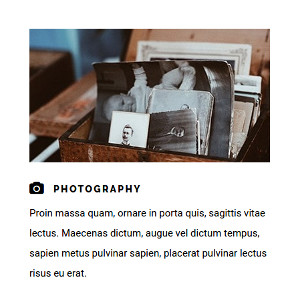 PHOTOGRAPHY
Proin massa quam, ornare in porta quis, sagittis vitae
lectus. Maecenas dictum, augue vel dictum tempus,
sapien metus pulvinar sapien, placerat pulvinar lectus
risus eu erat.